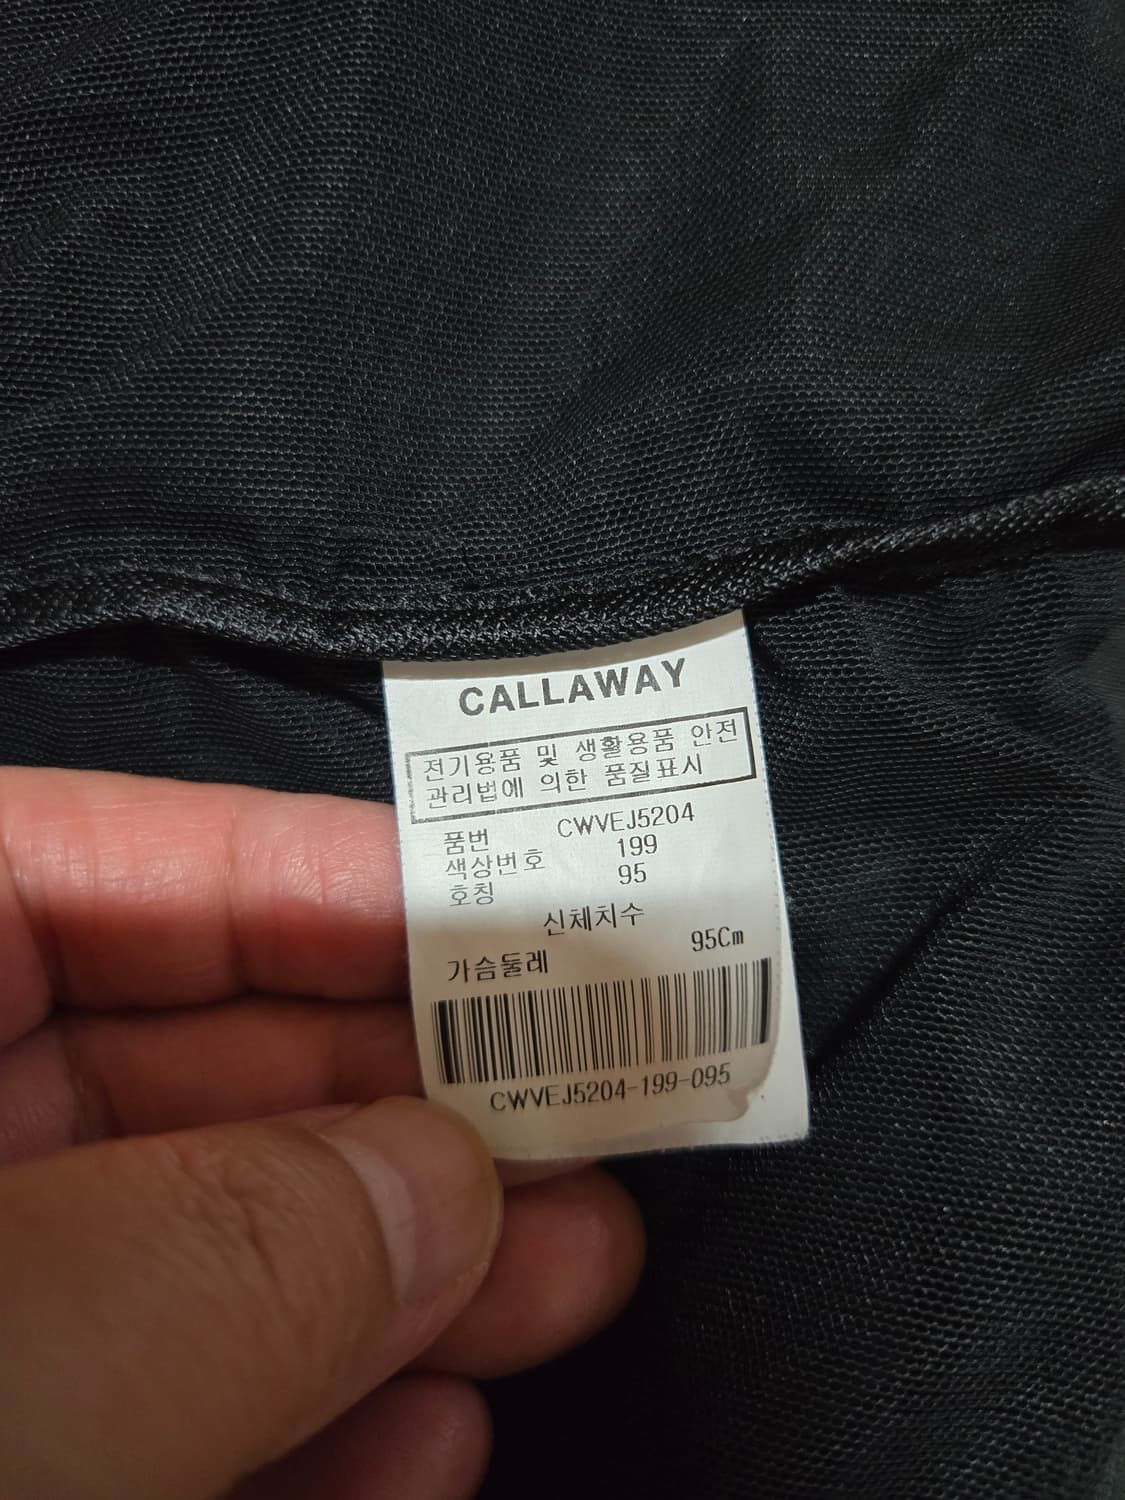 CALLAWAY
전기용품 및 생활용품 안전
관리법에 의한 품질표시
품번 CWVEJ5204
색상번호 199
호칭 95
신체치수
가슴둘레 95Cm
CWVEJ5204-199-095